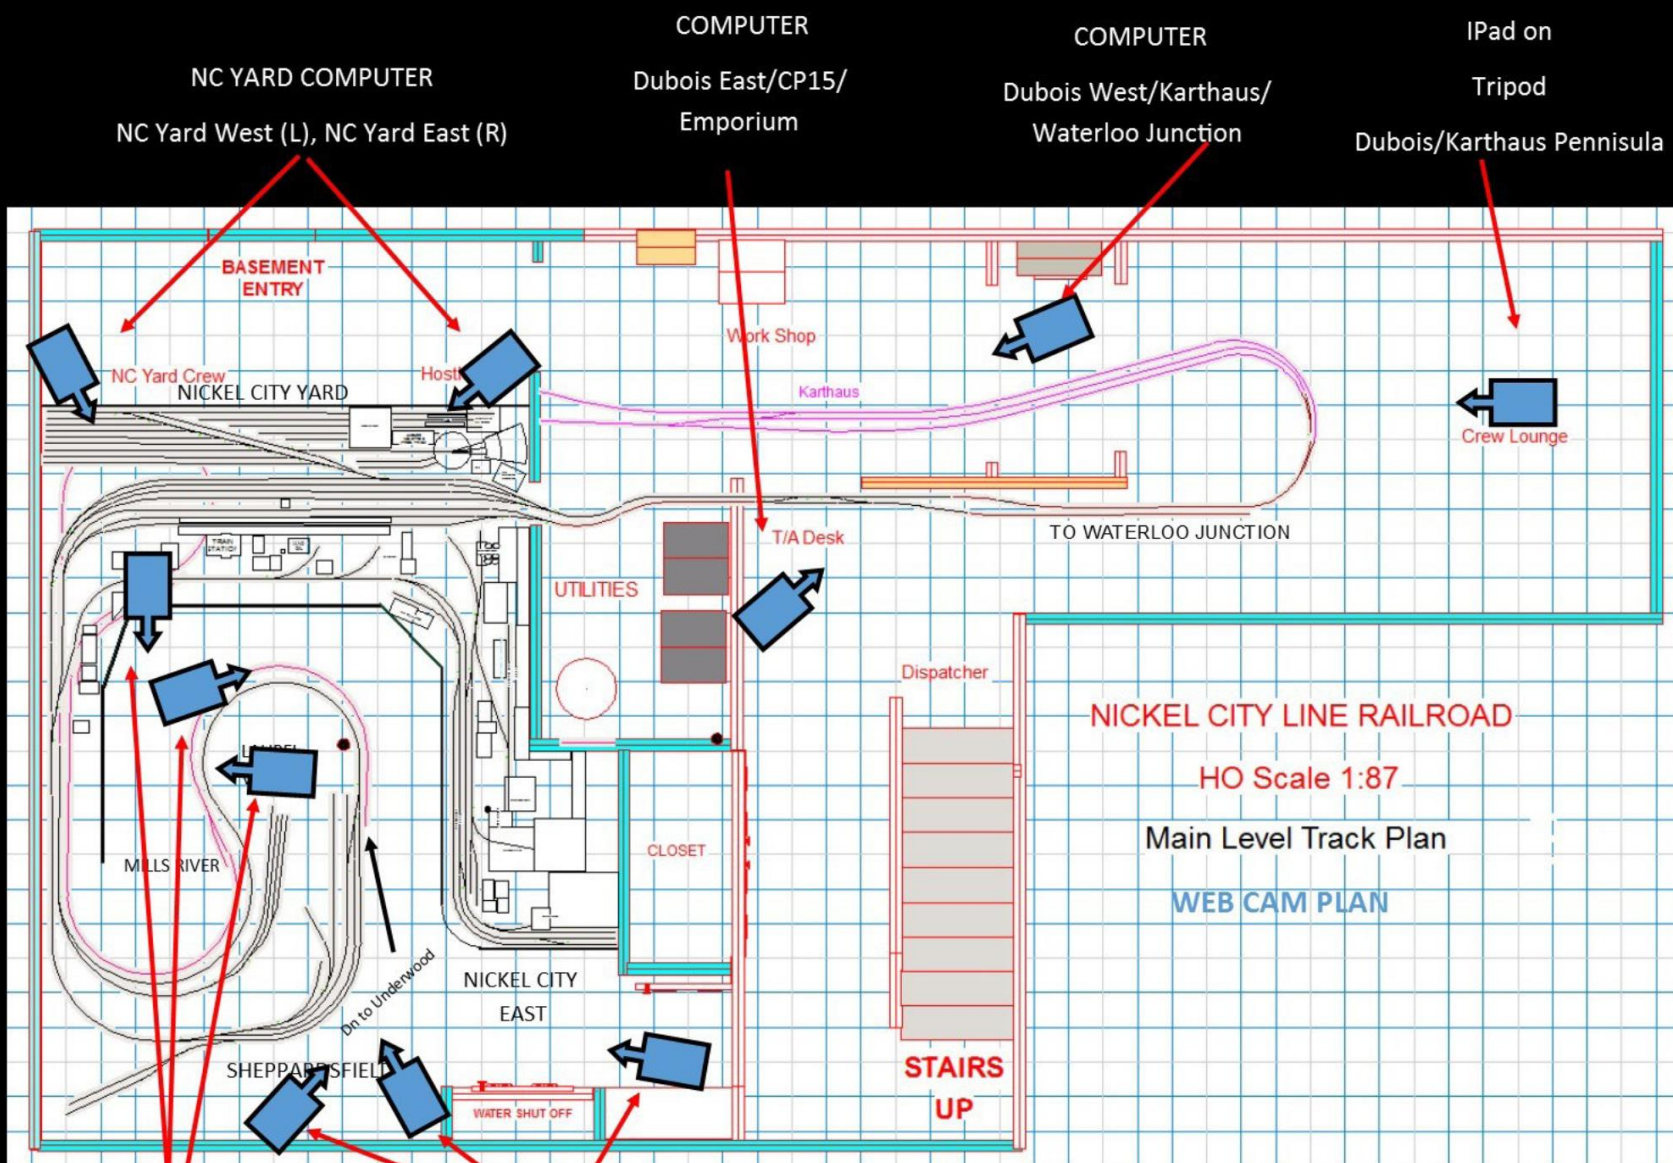 COMPUTER
Dubois East/CP15/
Emporium
COMPUTER
Dubois West/Karthaus/
Waterloo Junction
IPad on
Tripod
Dubois/Karthaus Pennisula
NC YARD COMPUTER
NC Yard West (L), NC Yard East (R)
BASEMENT
ENTRY
Work Shop
NC Yard Crew
NICKEL CITY YARD
Karthaus
Crew Lounge
T/A Desk
TO WATERLOO JUNCTION
TRAIN
STATION
UTILITIES
Dispatcher
NICKEL CITY LINE RAILROAD
HO Scale 1:87
Main Level Track Plan
WEB CAM PLAN
CLOSET
MILLS RIVER
Dn to Underwood
NICKEL CITY
EAST
SHEPPARDSFIELD
WATER SHUT OFF
STAIRS
UP